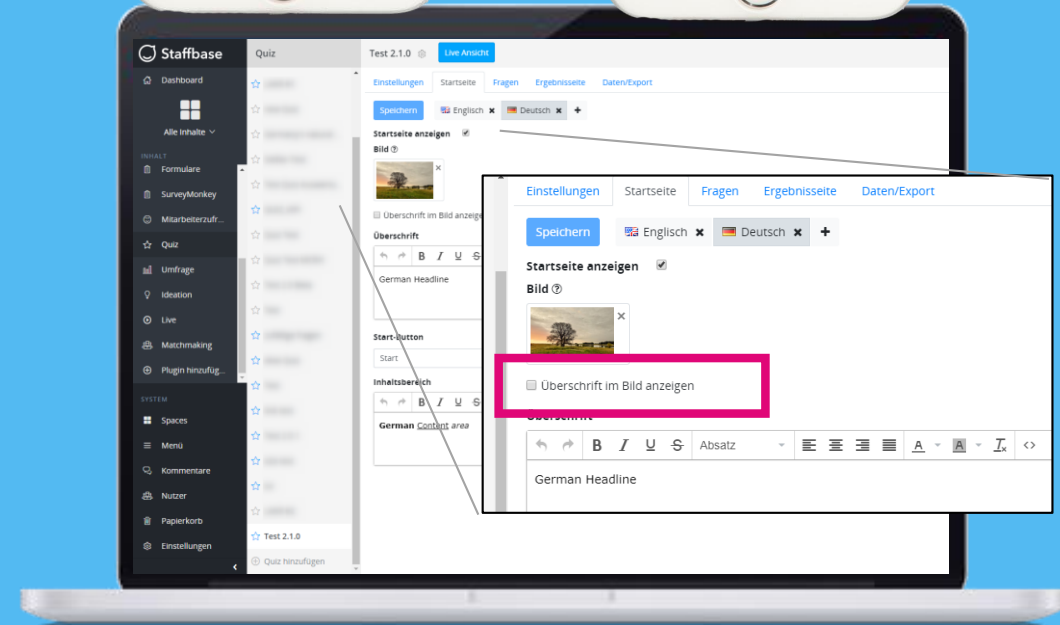 Staffbase
Dashboard
Alle Inhalte
INHALT
Formulare
SurveyMonkey
Mitarbeiterzufr...
Quiz
Umfrage
Ideation
Live
Matchmaking
Plugin hinzufüg...
SYSTEM
Spaces
Menü
Kommentare
Nutzer
Papierkorb
Einstellungen
Quiz
Test 2.1.0
Quiz hinzufügen
Test 2.1.0 Live Ansicht
Einstellungen Startseite Fragen Ergebnisseite Daten/Export
Speichern Englisch Deutsch
Startseite anzeigen
Bild
Überschrift im Bild anzeige
Überschrift
B I U S
German Headline
Start-Button
Start
Inhaltsbereich
B I U S
German Content area
Einstellungen Startseite Fragen Ergebnisseite Daten/Export
Speichern Englisch Deutsch
Startseite anzeigen
Bild
Überschrift im Bild anzeigen
Überschrift
B I U S Absatz A A Tx
German Headline